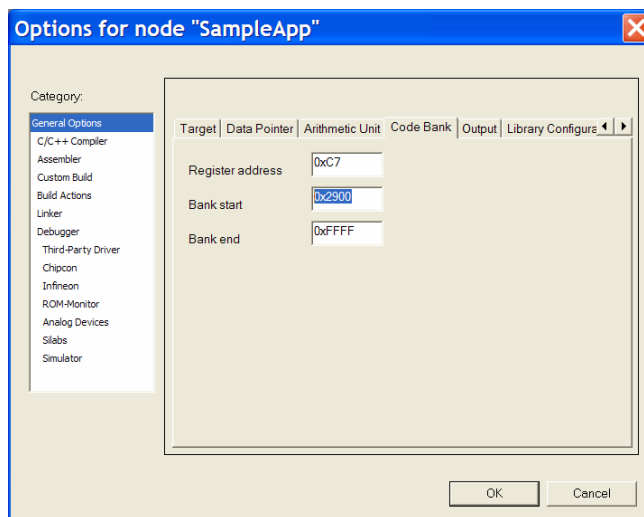 Options for node "SampleApp"
Category:
General Options
C/C++ Compiler
Assembler
Custom Build
Build Actions
Linker
Debugger
Third-Party Driver
Chipcon
Infineon
ROM-Monitor
Analog Devices
Silabs
Simulator
Target Data Pointer Arithmetic Unit Code Bank Output Library Configura
Register address 0xC7
Bank start 0x2900
Bank end 0xFFFF
OK Cancel